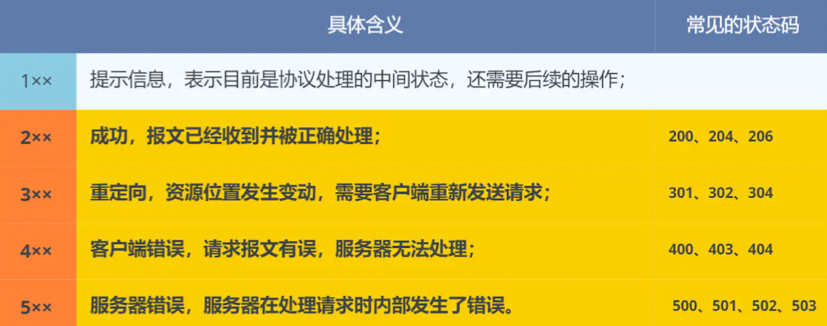 具体含义 常见的状态码
1×× 提示信息，表示目前是协议处理的中间状态，还需要后续的操作；
2×× 成功，报文已经收到并被正确处理； 200、204、206
3×× 重定向，资源位置发生变动，需要客户端重新发送请求； 301、302、304
4×× 客户端错误，请求报文有误，服务器无法处理； 400、403、404
5×× 服务器错误，服务器在处理请求时内部发生了错误。 500、501、502、503